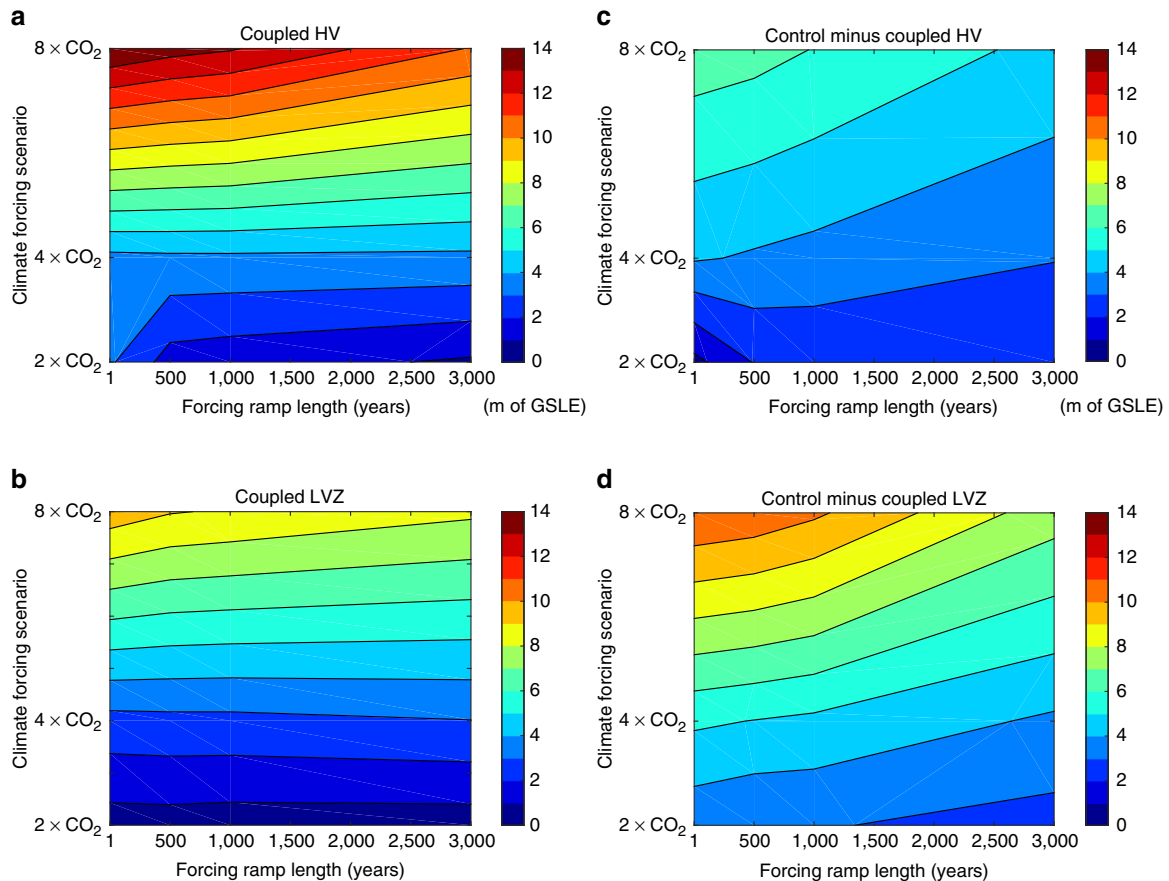 a
Coupled HV
8 × CO2
4 × CO2
2 × CO2
Climate forcing scenario
1 500 1,000 1,500 2,000 2,500 3,000
Forcing ramp length (years)
14
12
10
8
6
4
2
0
(m of GSLE)
c
Control minus coupled HV
8 × CO2
4 × CO2
2 × CO2
Climate forcing scenario
1 500 1,000 1,500 2,000 2,500 3,000
Forcing ramp length (years)
14
12
10
8
6
4
2
0
(m of GSLE)
b
Coupled LVZ
8 × CO2
4 × CO2
2 × CO2
Climate forcing scenario
1 500 1,000 1,500 2,000 2,500 3,000
Forcing ramp length (years)
14
12
10
8
6
4
2
0
d
Control minus coupled LVZ
8 × CO2
4 × CO2
2 × CO2
Climate forcing scenario
1 500 1,000 1,500 2,000 2,500 3,000
Forcing ramp length (years)
14
12
10
8
6
4
2
0